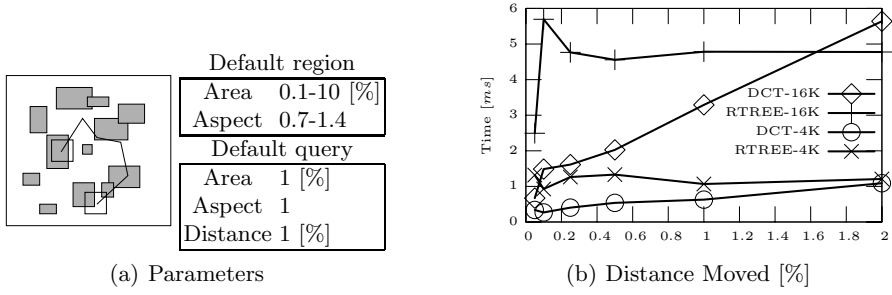 Default region
Area 0.1-10 [%]
Aspect 0.7-1.4
Default query
Area 1 [%]
Aspect 1
Distance 1 [%]
(a) Parameters
6
5
4
3
2
1
0
Time [ms]
DCT-16K
RTREE-16K
DCT-4K
RTREE-4K
0 0.2 0.4 0.6 0.8 1 1.2 1.4 1.6 1.8 2
(b) Distance Moved [%]